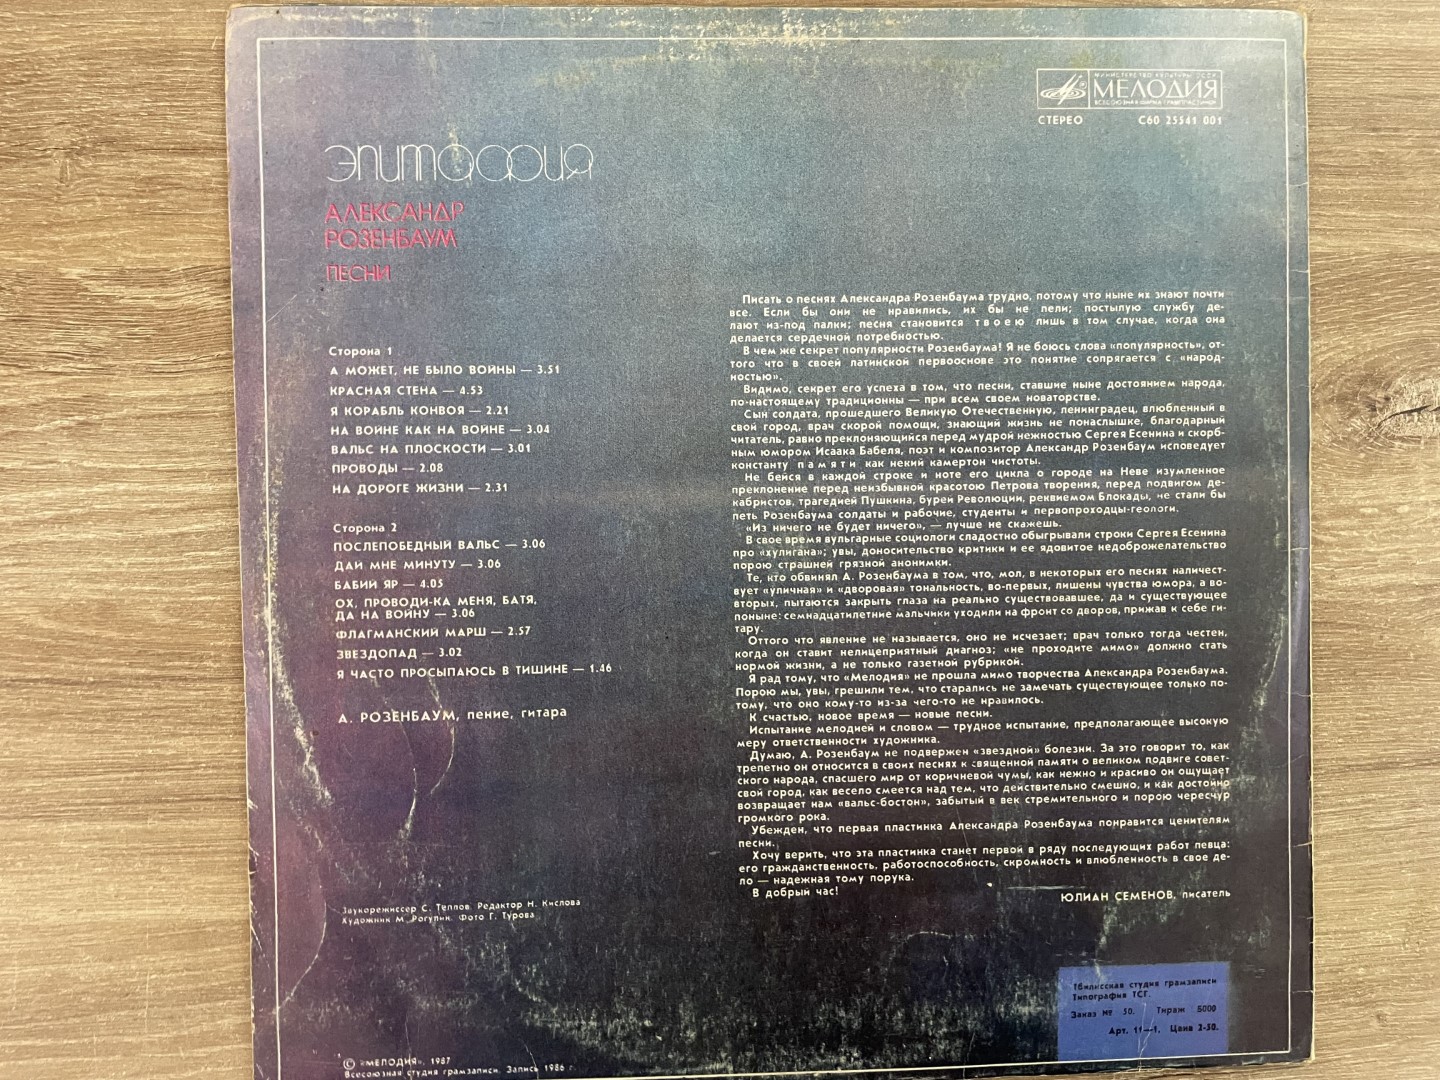 МИНИСТЕРСТВО КУЛЬТУРЫ СССР
МЕЛОДИЯ
ВСЕСОЮЗНАЯ ФИРМА ГРАМПЛАСТИНОК
СТЕРЕО С60 25541 001
ЭПИТАФИЯ
АЛЕКСАНДР
РОЗЕНБАУМ
ПЕСНИ
Сторона 1
А МОЖЕТ, НЕ БЫЛО ВОЙНЫ — 3.51
КРАСНАЯ СТЕНА — 4.53
Я КОРАБЛЬ КОНВОЯ — 2.21
НА ВОЙНЕ КАК НА ВОЙНЕ — 3.04
ВАЛЬС НА ПЛОСКОСТИ — 3.01
ПРОВОДЫ — 2.08
НА ДОРОГЕ ЖИЗНИ — 2.31
Сторона 2
ПОСЛЕПОБЕДНЫЙ ВАЛЬС — 3.06
ДАЙ МНЕ МИНУТУ — 3.06
БАБИЙ ЯР — 4.05
ОХ, ПРОВОДИ-КА МЕНЯ, БАТЯ,
ДА НА ВОЙНУ — 3.06
ФЛАГМАНСКИЙ МАРШ — 2.57
ЗВЕЗДОПАД — 3.02
Я ЧАСТО ПРОСЫПАЮСЬ В ТИШИНЕ — 1.46
А. РОЗЕНБАУМ, пение, гитара
Писать о песнях Александра Розенбаума трудно, потому что ныне их знают почти
все. Если бы они не нравились, их бы не пели; постылую службу де-
лают из-под палки; песня становится твоею лишь в том случае, когда она
делается сердечной потребностью.
В чем же секрет популярности Розенбаума! Я не боюсь слова «популярность», от-
того что в своей латинской первооснове это понятие сопрягается с «народ-
ностью».
Видимо, секрет его успеха в том, что песни, ставшие ныне достоянием народа,
по-настоящему традиционны — при всем своем новаторстве.
Сын солдата, прошедшего Великую Отечественную, ленинградец, влюбленный в
свой город, врач скорой помощи, знающий жизнь не понаслышке, благодарный
читатель, равно преклоняющийся перед мудрой нежностью Сергея Есенина и скорб-
ным юмором Исаака Бабеля, поэт и композитор Александр Розенбаум исповедует
константу памяти как некий камертон чистоты.
Не бейся в каждой строке и ноте его цикла о городе на Неве изумленное
преклонение перед неизбывной красотою Петрова творения, перед подвигом де-
кабристов, трагедией Пушкина, бурей Революции, реквиемом Блокады, не стали бы
петь Розенбаума солдаты и рабочие, студенты и первопроходцы-геологи.
«Из ничего не будет ничего», — лучше не скажешь.
В свое время вульгарные социологи сладостно обыгрывали строки Сергея Есенина
про «хулигана»; увы, доносительство критики и ее ядовитое недоброжелательство
порою страшней грязной анонимки.
Те, кто обвинял А. Розенбаума в том, что, мол, в некоторых его песнях наличест-
вует «уличная» и «дворовая» тональность, во-первых, лишены чувства юмора, а во-
вторых, пытаются закрыть глаза на реально существовавшее, да и существующее
поныне: семнадцатилетние мальчики уходили на фронт со дворов, прижав к себе ги-
тару.
Оттого что явление не называется, оно не исчезает; врач только тогда честен,
когда он ставит нелицеприятный диагноз; «не проходите мимо» должно стать
нормой жизни, а не только газетной рубрикой.
Я рад тому, что «Мелодия» не прошла мимо творчества Александра Розенбаума.
Порою мы, увы, грешили тем, что старались не замечать существующее только по-
тому, что оно кому-то из-за чего-то не нравилось.
К счастью, новое время — новые песни.
Испытание мелодией и словом — трудное испытание, предполагающее высокую
меру ответственности художника.
Думаю, А. Розенбаум не подвержен «звездной» болезни. За это говорит то, как
трепетно он относится в своих песнях к священной памяти о великом подвиге совет-
ского народа, спасшего мир от коричневой чумы, как нежно и красиво он ощущает
свой город, как весело смеется над тем, что действительно смешно, и как достойно
возвращает нам «вальс-бостон», забытый в век стремительного и порою чересчур
громкого рока.
Убежден, что первая пластинка Александра Розенбаума понравится ценителям
песни.
Хочу верить, что эта пластинка станет первой в ряду последующих работ певца:
его гражданственность, работоспособность, скромность и влюбленность в свое де-
ло — надежная тому порука.
В добрый час!
ЮЛИАН СЕМЕНОВ, писатель
Звукорежиссер С. Теплов. Редактор Н. Кислова
Художник М. Рогулин. Фото Г. Турова
Тбилисская студия грамзаписи
Типография ТСГ.
Заказ № 50. Тираж 5000
Арт. 11—1. Цена 2-50.
© «МЕЛОДИЯ», 1987
Всесоюзная студия грамзаписи. Запись 1986 г.